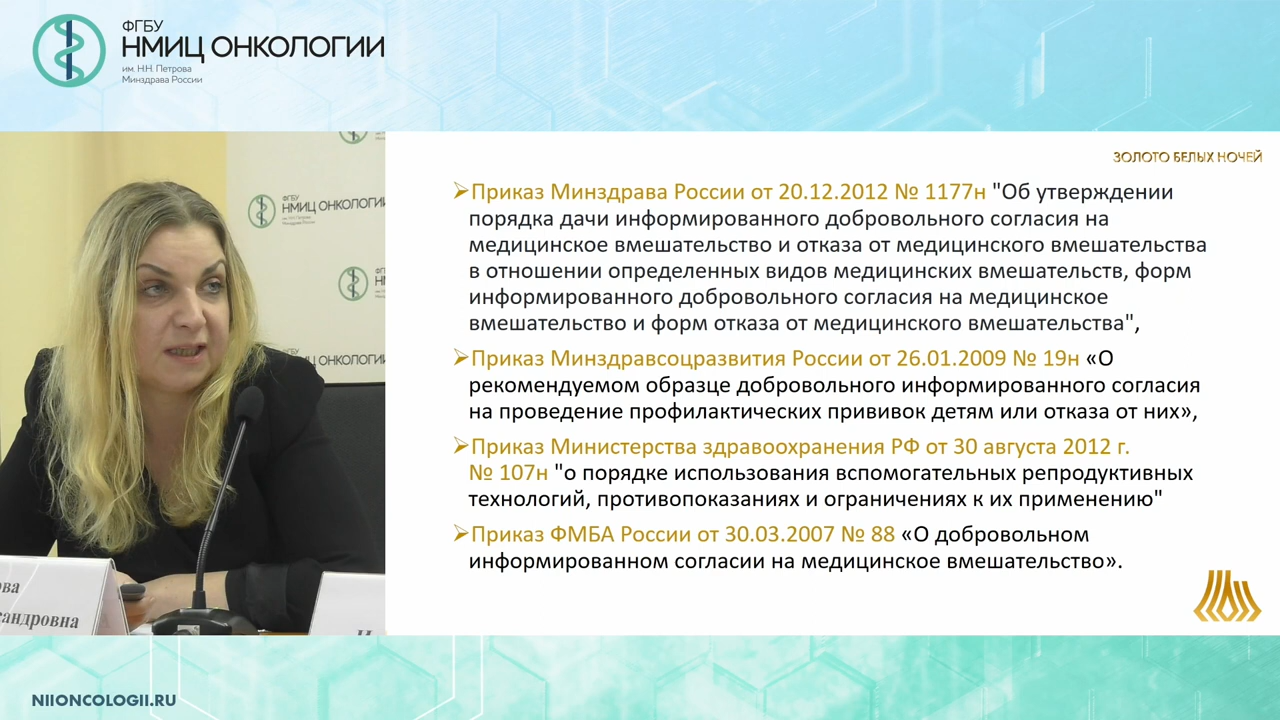 ФГБУ
НМИЦ ОНКОЛОГИИ
им. Н.Н. Петрова
Минздрава России
ФГБУ
НМИЦ ОНКОЛОГИИ
им. Н.Н. Петрова
Минздрава России
НМИЦ ОНКОЛОГИИ
ова
сандровна
ЗОЛОТО БЕЛЫХ НОЧЕЙ
Приказ Минздрава России от 20.12.2012 № 1177н "Об утверждении
порядка дачи информированного добровольного согласия на
медицинское вмешательство и отказа от медицинского вмешательства
в отношении определенных видов медицинских вмешательств, форм
информированного добровольного согласия на медицинское
вмешательство и форм отказа от медицинского вмешательства",
Приказ Минздравсоцразвития России от 26.01.2009 № 19н «О
рекомендуемом образце добровольного информированного согласия
на проведение профилактических прививок детям или отказа от них»,
Приказ Министерства здравоохранения РФ от 30 августа 2012 г.
№ 107н "о порядке использования вспомогательных репродуктивных
технологий, противопоказаниях и ограничениях к их применению"
Приказ ФМБА России от 30.03.2007 № 88 «О добровольном
информированном согласии на медицинское вмешательство».
NIIONCOLOGII.RU